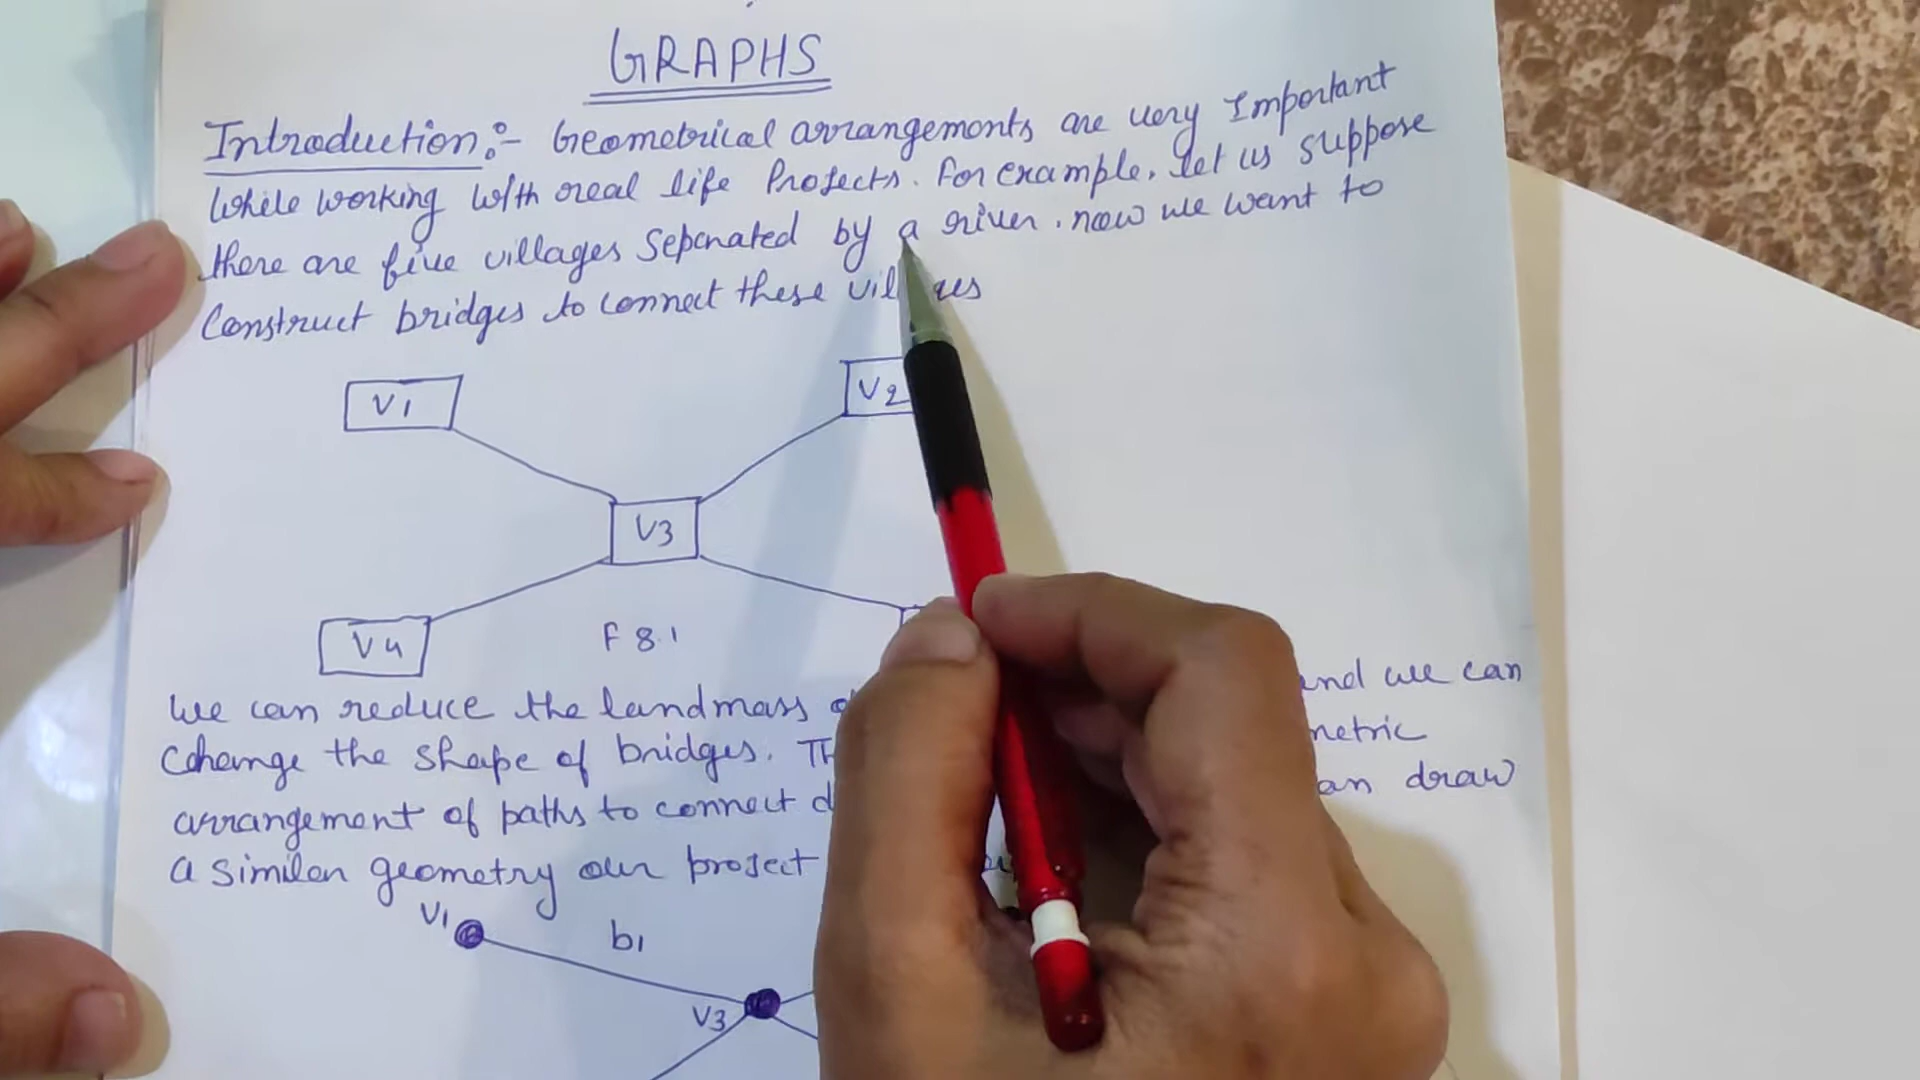 GRAPHS
Introduction:- Geometrical arrangements are very Important
While working With real life Projects. For example, let us suppose
there are five villages Seperated by a river. now we want to
Construct bridges to connect these
V1
V2
V3
V4
F 8.1
We can reduce the landmass and we can
Change the shape of bridges.
arrangement of paths to connect draw
a similar geometry our project
V1
b1
V3